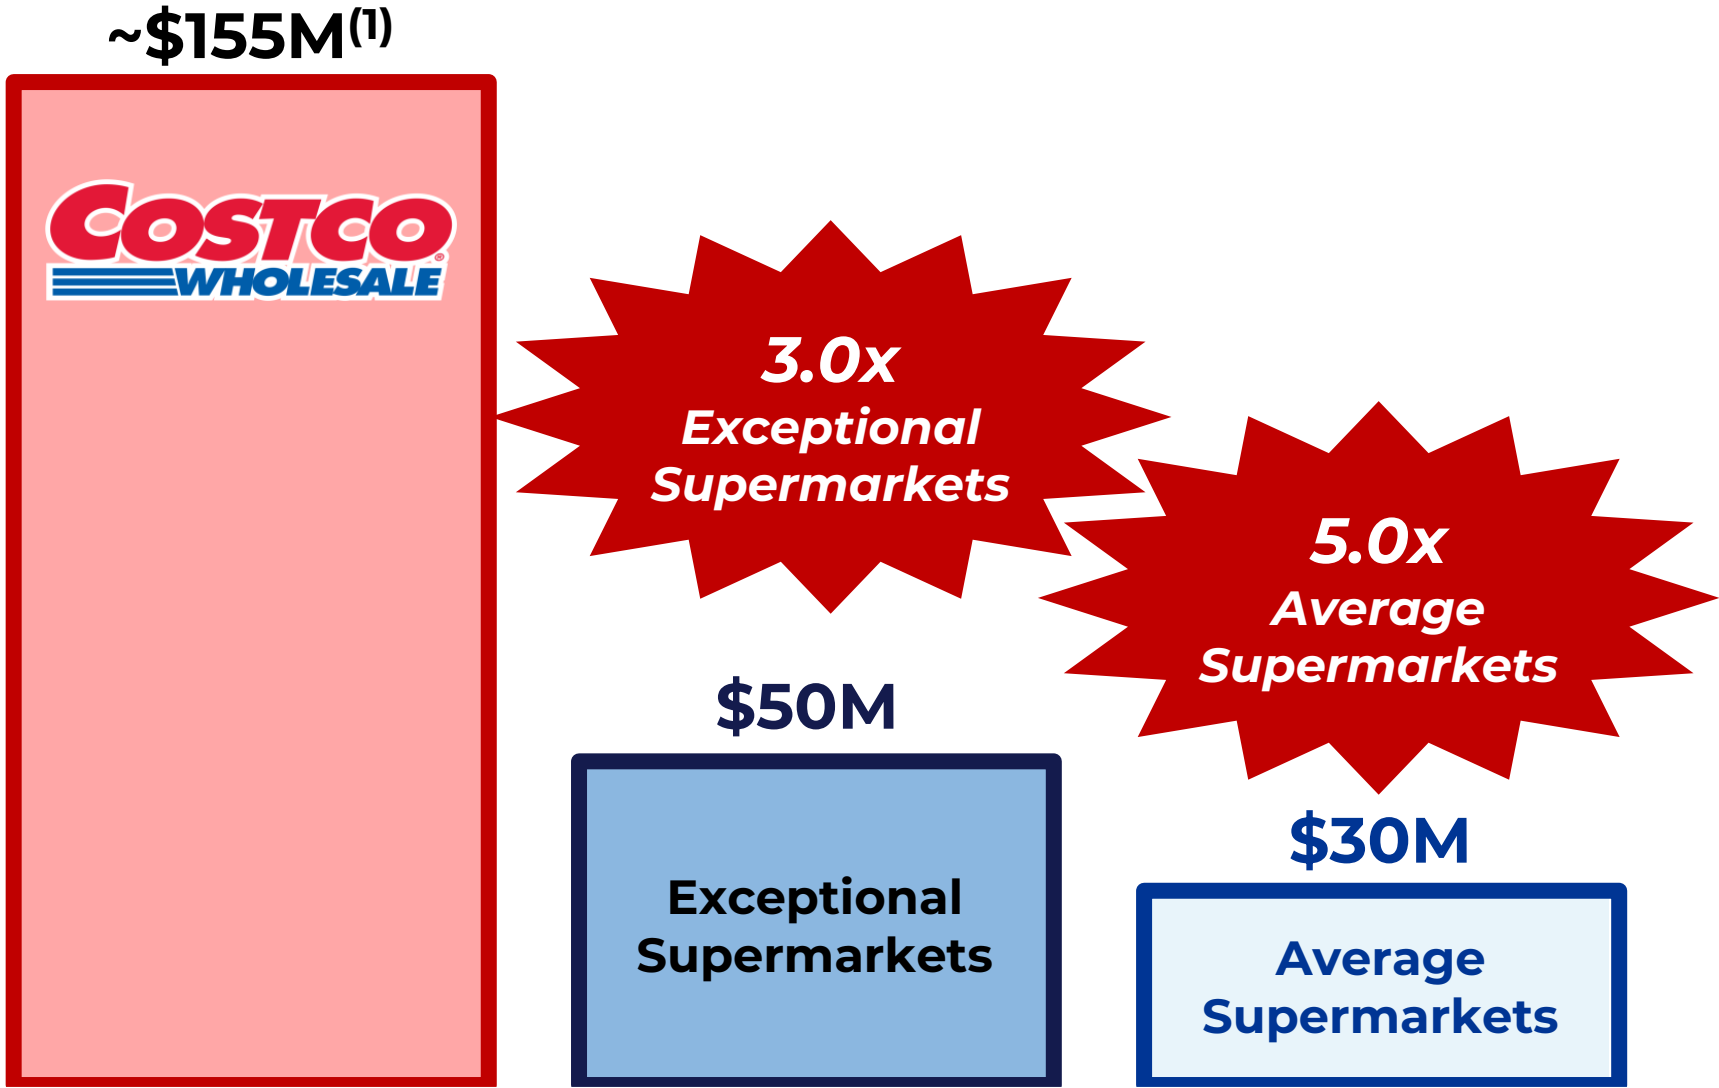 ~$155M(1)
COSTCO
WHOLESALE
3.0x
Exceptional
Supermarkets
5.0x
Average
Supermarkets
$50M
Exceptional
Supermarkets
$30M
Average
Supermarkets